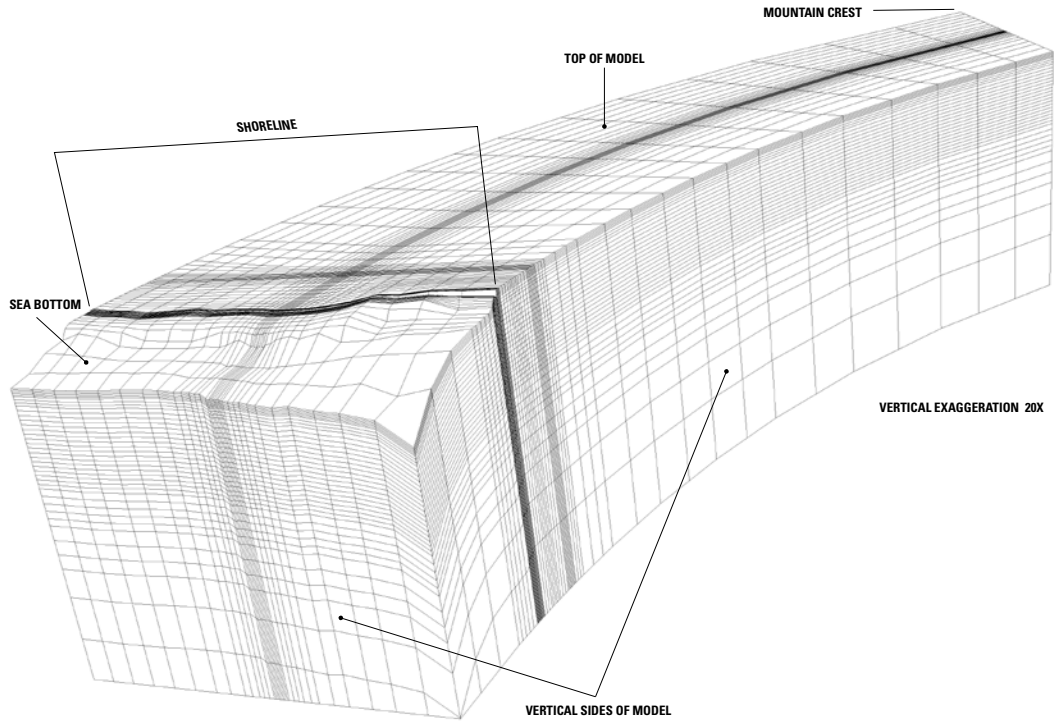 MOUNTAIN CREST
TOP OF MODEL
SHORELINE
SEA BOTTOM
VERTICAL EXAGGERATION 20X
VERTICAL SIDES OF MODEL